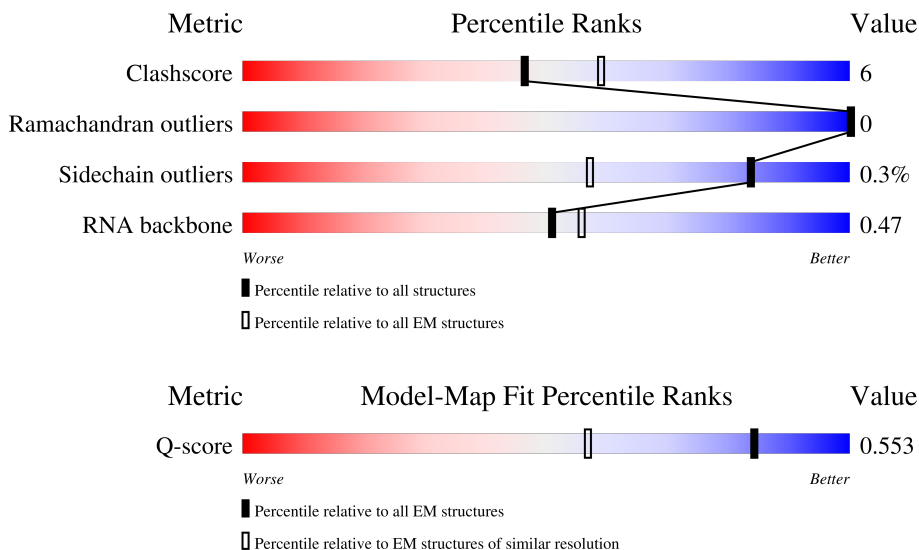 Metric Percentile Ranks Value
Clashscore 6
Ramachandran outliers 0
Sidechain outliers 0.3%
RNA backbone 0.47
Worse Better
Percentile relative to all structures
Percentile relative to all EM structures
Metric Model-Map Fit Percentile Ranks Value
Q-score 0.553
Worse Better
Percentile relative to all EM structures
Percentile relative to EM structures of similar resolution